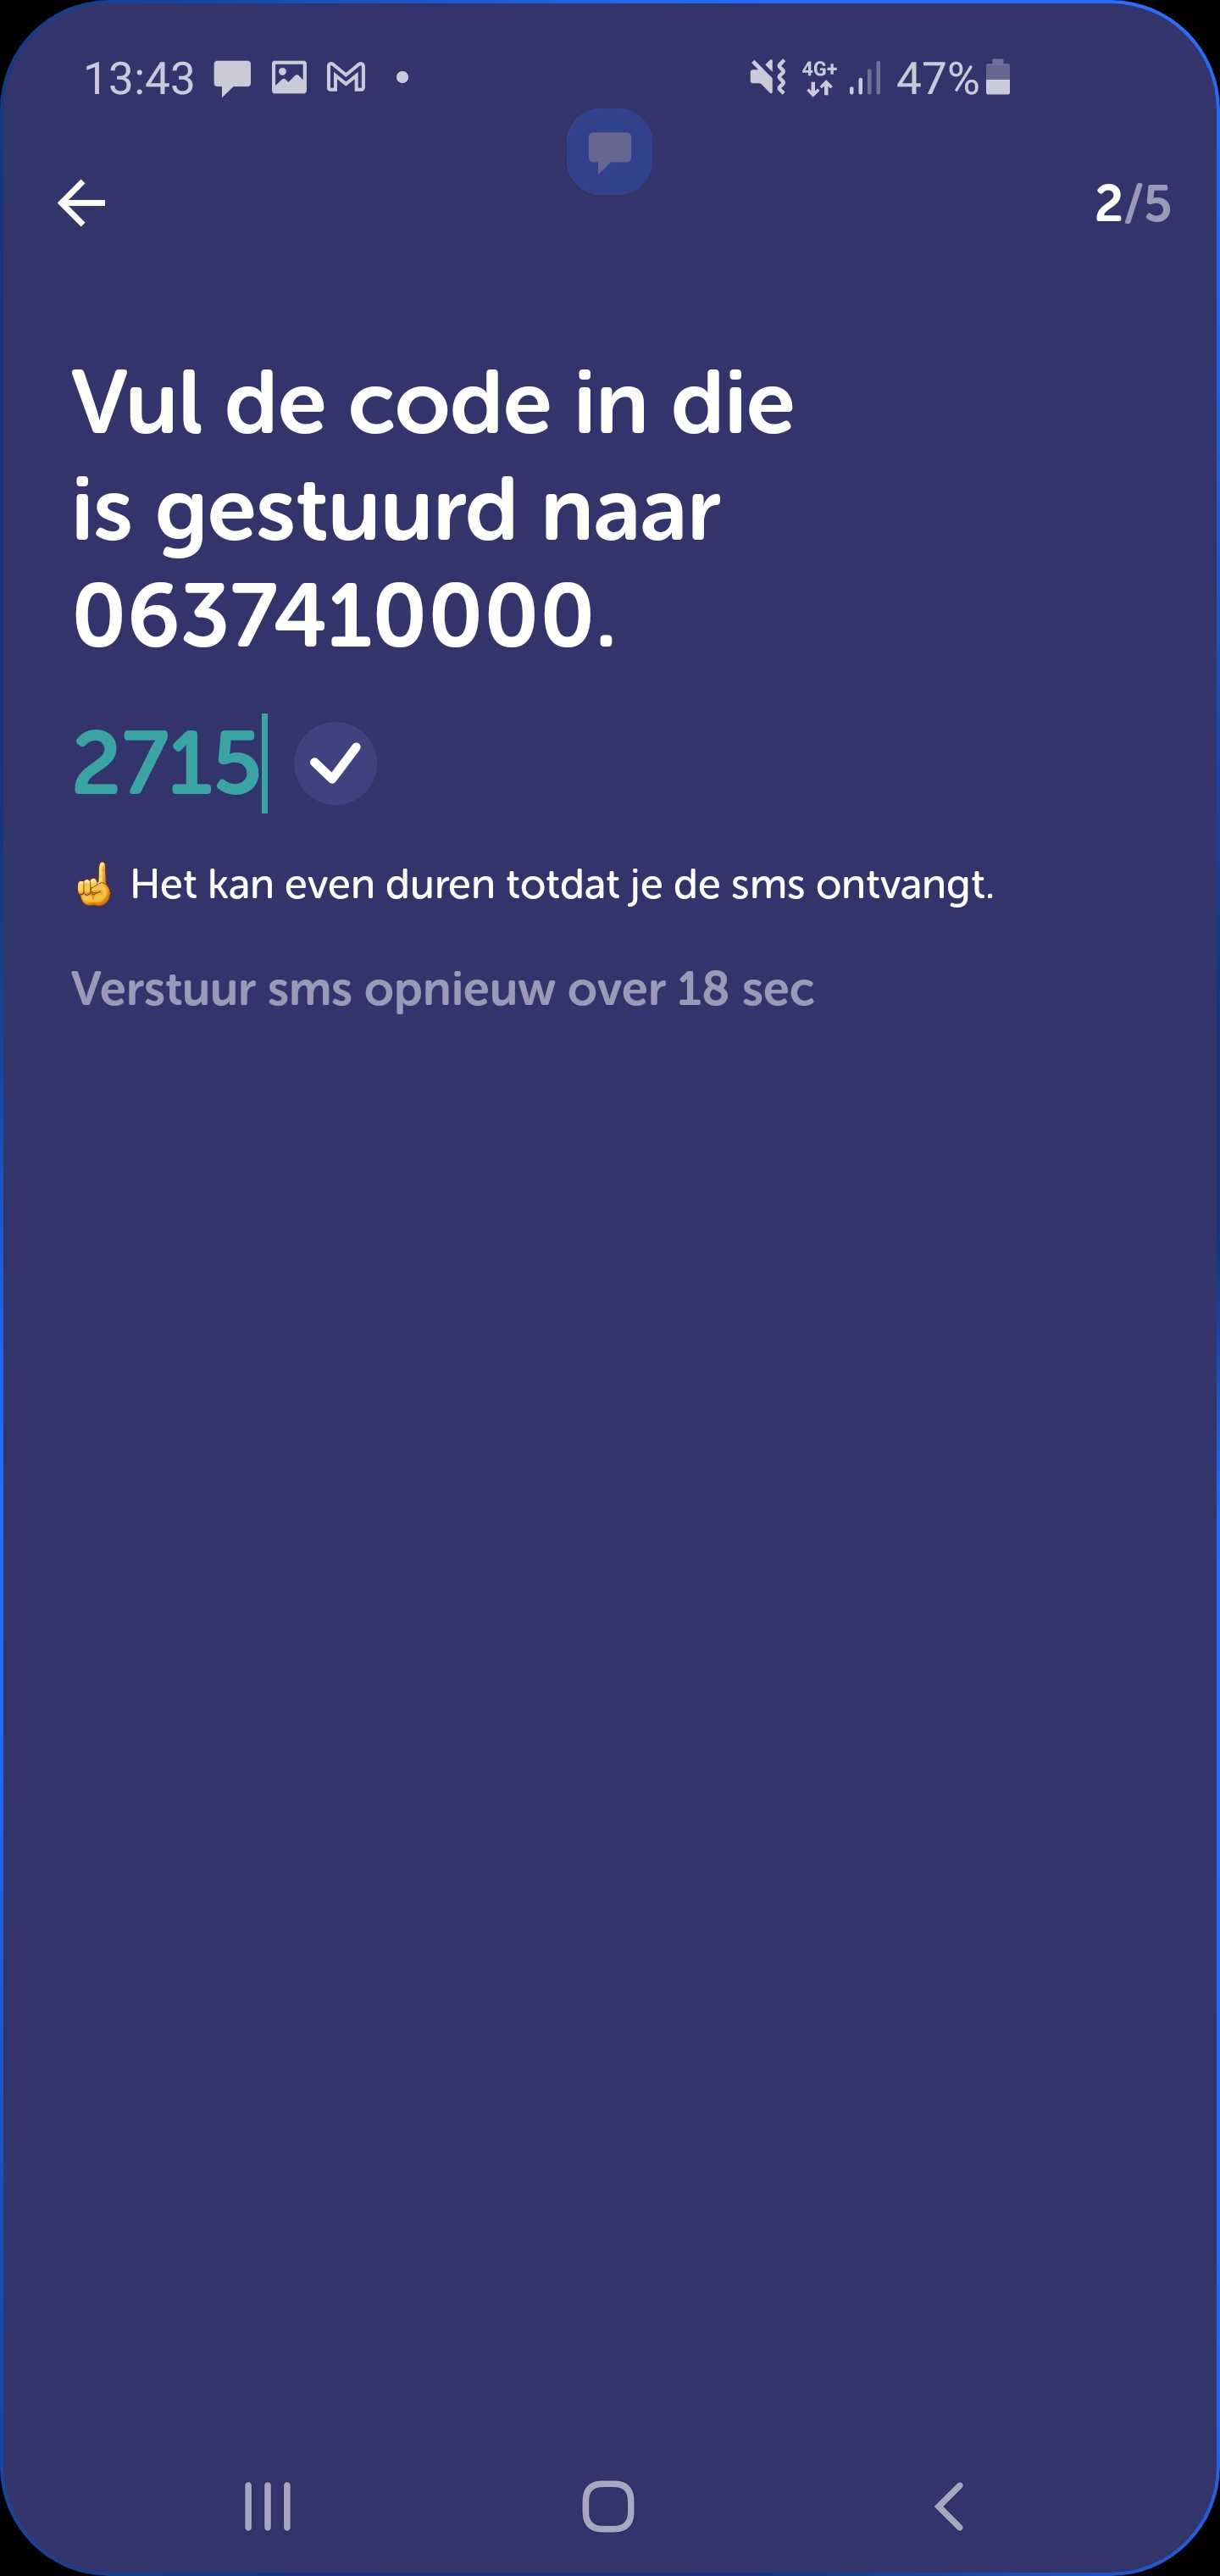 13:43
4G+
47%
2/5
Vul de code in die
is gestuurd naar
0637410000.
2715
☝ Het kan even duren totdat je de sms ontvangt.
Verstuur sms opnieuw over 18 sec